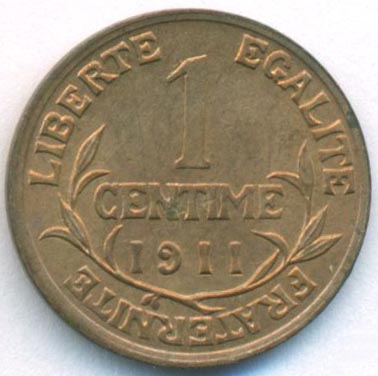 LIBERTE EGALITE FRATERNITE
1
CENTIME
1911